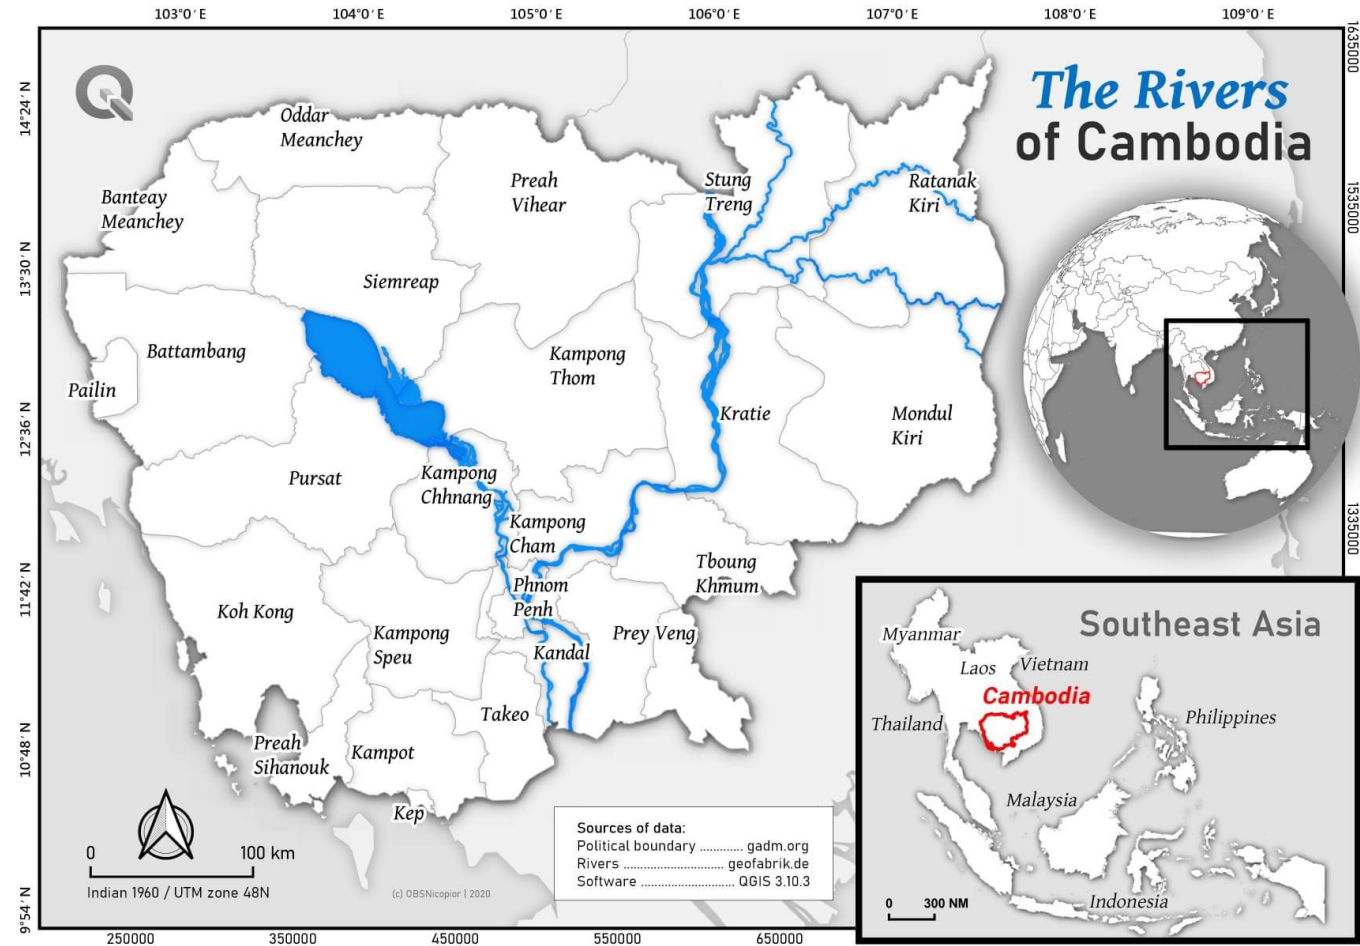 103°0′ E
104°0′ E
105°0′ E
106°0′ E
107°0′ E
108°0′ E
109°0′ E
1635000
1535000
1335000
14°24′ N
13°30′ N
12°36′ N
11°42′ N
10°48′ N
9°54′ N
The Rivers
of Cambodia
Oddar
Meanchey
Banteay
Meanchey
Preah
Vihear
Stung
Treng
Ratanak
Kiri
Siemreap
Battambang
Pailin
Kampong
Thom
Kratie
Mondul
Kiri
Pursat
Kampong
Chhnang
Kampong
Cham
Tboung
Khmum
Phnom
Penh
Koh Kong
Kampong
Speu
Kandal
Prey Veng
Takeo
Preah
Sihanouk
Kampot
Kep
0
100 km
Indian 1960 / UTM zone 48N
(c) OBSNicopior | 2020
Sources of data:
Political boundary ............ gadm.org
Rivers ............................ geofabrik.de
Software .......................... QGIS 3.10.3
Southeast Asia
Myanmar
Laos
Vietnam
Cambodia
Thailand
Philippines
Malaysia
Indonesia
0
300 NM
250000
350000
450000
550000
650000